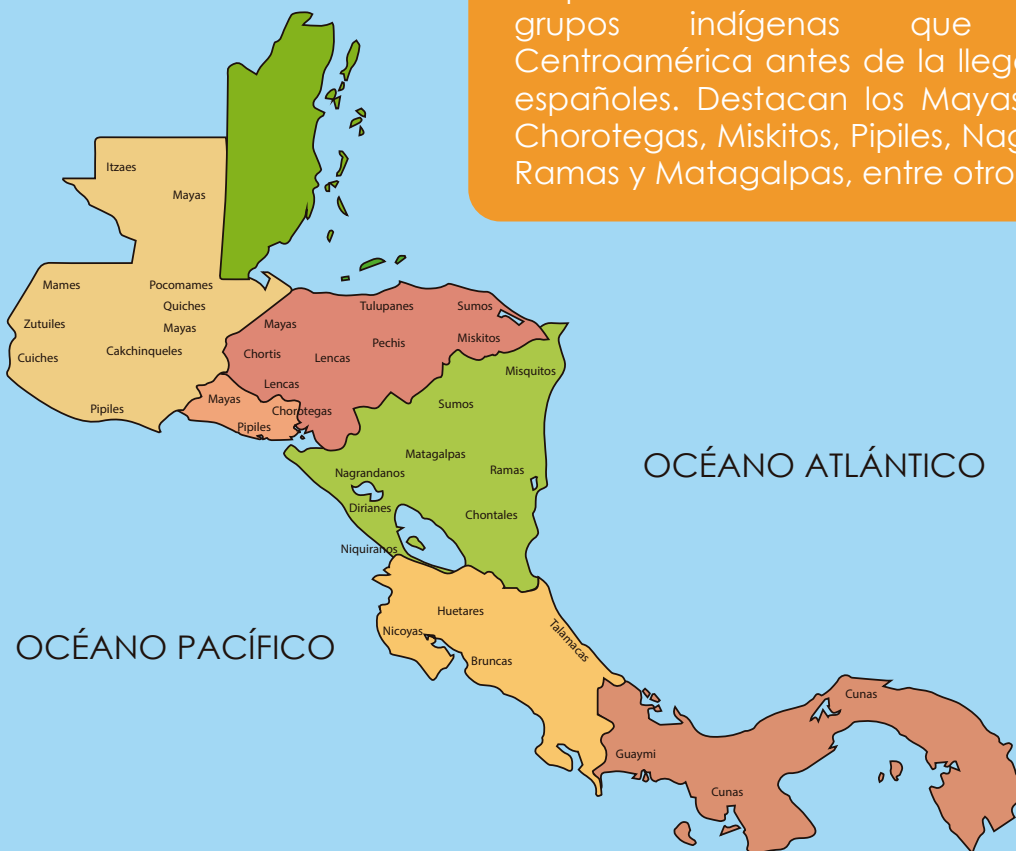 grupos indígenas que
Centroamérica antes de la lleg
españoles. Destacan los Mayas
Chorotegas, Miskitos, Pipiles, Nag
Ramas y Matagalpas, entre otro
Itzaes
Mayas
Mames
Pocomames
Quiches
Zutuiles
Mayas
Cuiches
Cakchinqueles
Pipiles
Tulupanes
Sumos
Mayas
Pechis
Miskitos
Chortis
Lencas
Lencas
Mayas
Chorotegas
Pipiles
Misquitos
Sumos
Matagalpas
Nagrandanos
Ramas
Dirianes
Chontales
Niquiranos
OCÉANO ATLÁNTICO
Huetares
Nicoyas
Talamacas
Bruncas
OCÉANO PACÍFICO
Cunas
Guaymi
Cunas